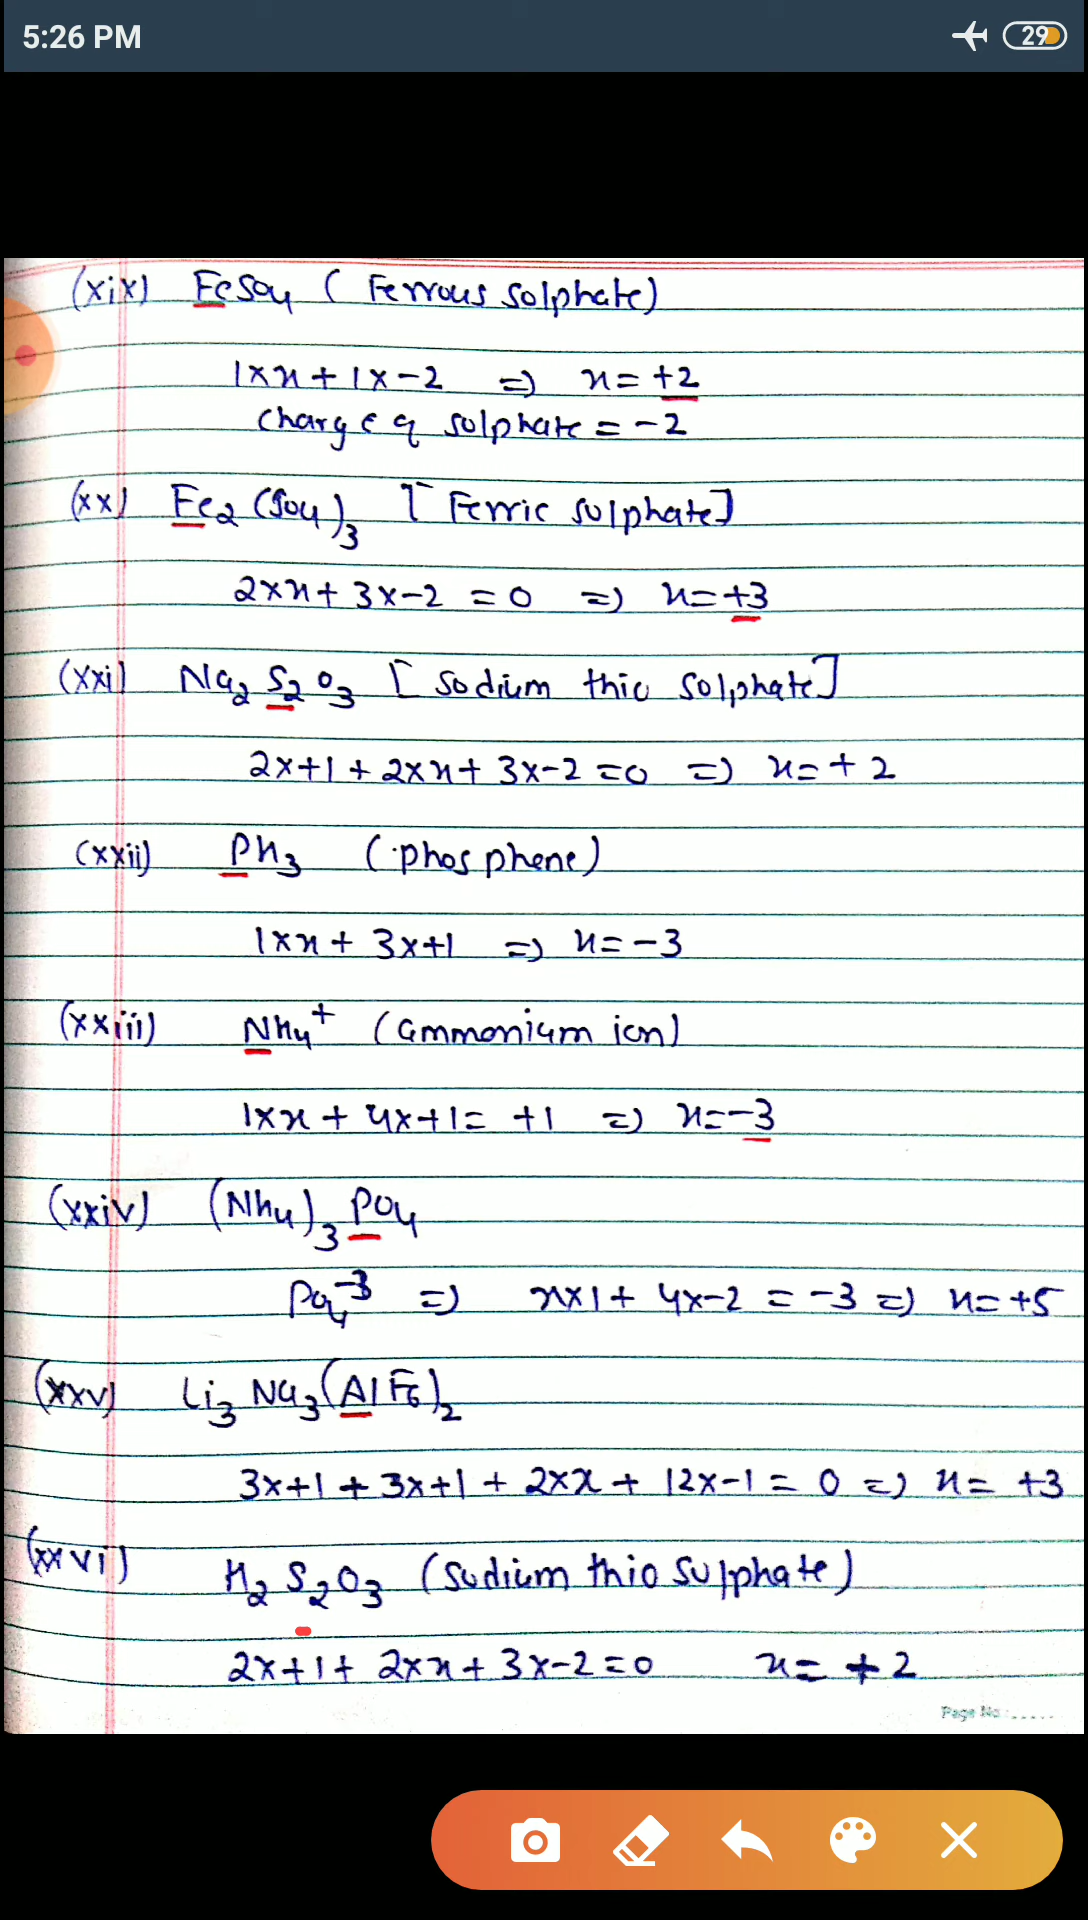 5:26 PM
29
(xix) FeSO4 ( Ferrous solphate)
1×x + 1×-2 => x = +2
Charge of solphate = -2
(xx) Fe2 (SO4)3 [ Ferric sulphate]
2×x + 3×-2 = 0 => x = +3
(xxi) Na2 S2 O3 [ sodium thio solphate]
2×+1 + 2×x + 3×-2 = 0 => x = +2
(xxii) PH3 (phosphene)
1×x + 3×+1 => x = -3
(xxiii) NH4+ (ammonium ion)
1×x + 4×+1 = +1 => x = -3
(xxiv) (NH4)3 PO4
PO4-3 => x×1 + 4×-2 = -3 => x = +5
(xxv) Li3 Na3 (AlF6)2
3×+1 + 3×+1 + 2×x + 12×-1 = 0 => x = +3
(xxvi) H2 S2O3 (sudium thio sulphate)
2×+1 + 2×x + 3×-2 = 0 x = +2
Page No. ......